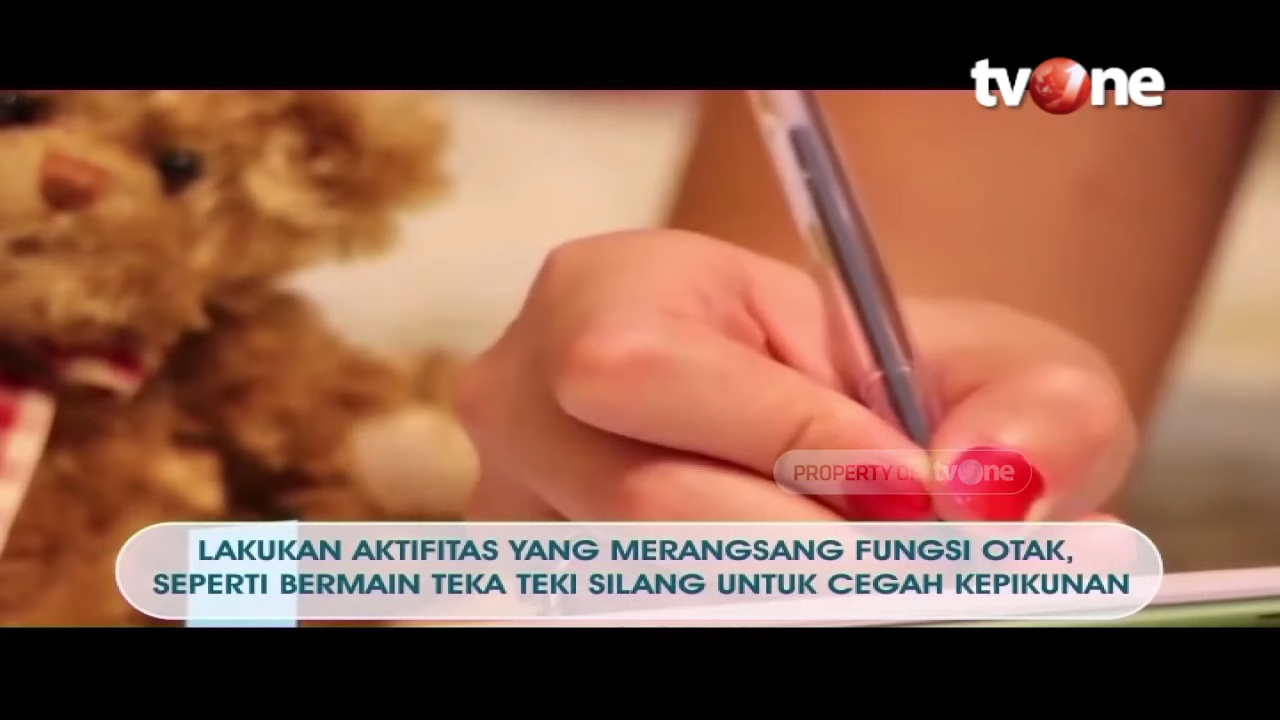 tvOne
PROPERTY OF tvOne
LAKUKAN AKTIFITAS YANG MERANGSANG FUNGSI OTAK,
SEPERTI BERMAIN TEKA TEKI SILANG UNTUK CEGAH KEPIKUNAN